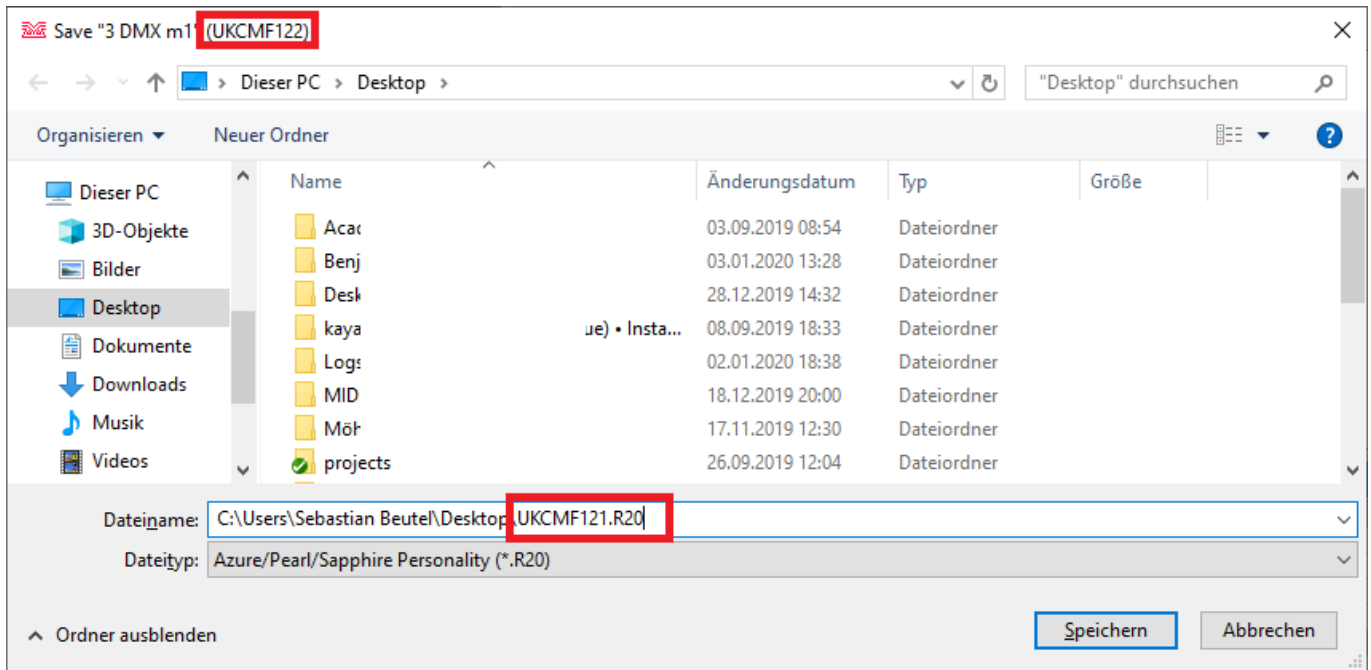 Save "3 DMX m1" (UKCMF122)
Dieser PC > Desktop >
"Desktop" durchsuchen
Organisieren
Neuer Ordner
Dieser PC
3D-Objekte
Bilder
Desktop
Dokumente
Downloads
Musik
Videos
Name Änderungsdatum Typ Größe
03.09.2019 08:54 Dateiordner
03.01.2020 13:28 Dateiordner
28.12.2019 14:32 Dateiordner
kaya • Insta... 08.09.2019 18:33 Dateiordner
Logs 02.01.2020 18:38 Dateiordner
MID 18.12.2019 20:00 Dateiordner
17.11.2019 12:30 Dateiordner
projects 26.09.2019 12:04 Dateiordner
Dateiname: C:\Users\Sebastian Beutel\Desktop\UKCMF121.R20
Dateityp: Azure/Pearl/Sapphire Personality (*.R20)
Ordner ausblenden
Speichern
Abbrechen